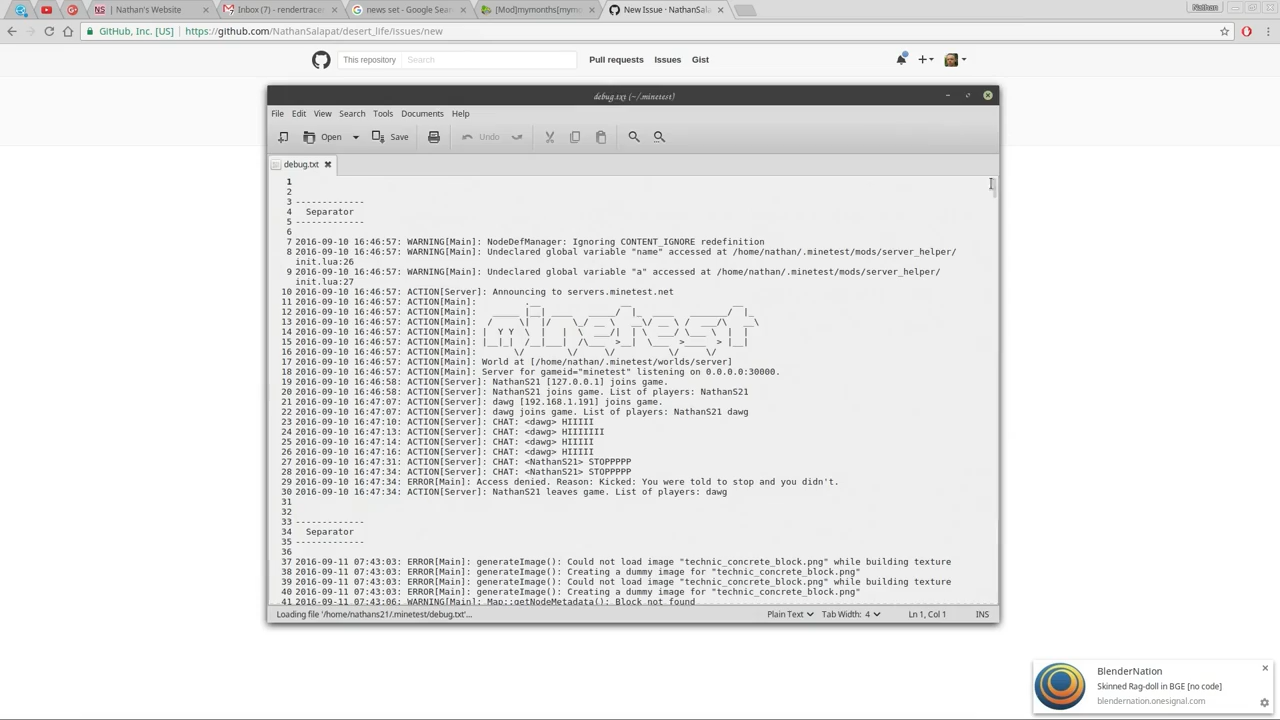 | Nathan's Website
Inbox (7) - rendertraces
news set - Google Sear
[Mod]mymonths[mymo
New Issue · NathanSala
Nathan
GitHub, Inc. [US]
https://github.com/NathanSalapat/desert_life/issues/new
This repository
Search
Pull requests
Issues
Gist
debug.txt (~/.minetest)
File Edit View Search Tools Documents Help
Open
Save
Undo
debug.txt
1
2
3 -------------
4   Separator
5 -------------
6
7 2016-09-10 16:46:57: WARNING[Main]: NodeDefManager: Ignoring CONTENT_IGNORE redefinition
8 2016-09-10 16:46:57: WARNING[Main]: Undeclared global variable "name" accessed at /home/nathan/.minetest/mods/server_helper/
init.lua:26
9 2016-09-10 16:46:57: WARNING[Main]: Undeclared global variable "a" accessed at /home/nathan/.minetest/mods/server_helper/
init.lua:27
10 2016-09-10 16:46:57: ACTION[Server]: Announcing to servers.minetest.net
11 2016-09-10 16:46:57: ACTION[Main]:
12 2016-09-10 16:46:57: ACTION[Main]:
13 2016-09-10 16:46:57: ACTION[Main]:
14 2016-09-10 16:46:57: ACTION[Main]:
15 2016-09-10 16:46:57: ACTION[Main]:
16 2016-09-10 16:46:57: ACTION[Main]:
17 2016-09-10 16:46:57: ACTION[Main]: World at [/home/nathan/.minetest/worlds/server]
18 2016-09-10 16:46:57: ACTION[Main]: Server for gameid="minetest" listening on 0.0.0.0:30000.
19 2016-09-10 16:46:58: ACTION[Server]: NathanS21 [127.0.0.1] joins game.
20 2016-09-10 16:46:58: ACTION[Server]: NathanS21 joins game. List of players: NathanS21
21 2016-09-10 16:47:07: ACTION[Server]: dawg [192.168.1.191] joins game.
22 2016-09-10 16:47:07: ACTION[Server]: dawg joins game. List of players: NathanS21 dawg
23 2016-09-10 16:47:10: ACTION[Server]: CHAT: <dawg> HIIIII
24 2016-09-10 16:47:13: ACTION[Server]: CHAT: <dawg> HIIIIIII
25 2016-09-10 16:47:14: ACTION[Server]: CHAT: <dawg> HIIIII
26 2016-09-10 16:47:16: ACTION[Server]: CHAT: <dawg> HIIIII
27 2016-09-10 16:47:31: ACTION[Server]: CHAT: <NathanS21> STOPPPPP
28 2016-09-10 16:47:34: ACTION[Server]: CHAT: <NathanS21> STOPPPPP
29 2016-09-10 16:47:34: ERROR[Main]: Access denied. Reason: Kicked: You were told to stop and you didn't.
30 2016-09-10 16:47:34: ACTION[Server]: NathanS21 leaves game. List of players: dawg
31
32
33 -------------
34   Separator
35 -------------
36
37 2016-09-11 07:43:03: ERROR[Main]: generateImage(): Could not load image "technic_concrete_block.png" while building texture
38 2016-09-11 07:43:03: ERROR[Main]: generateImage(): Creating a dummy image for "technic_concrete_block.png"
39 2016-09-11 07:43:03: ERROR[Main]: generateImage(): Could not load image "technic_concrete_block.png" while building texture
40 2016-09-11 07:43:03: ERROR[Main]: generateImage(): Creating a dummy image for "technic_concrete_block.png"
41 2016-09-11 07:43:06: WARNING[Main]: Map::getNodeMetadata(): Block not found
Loading file '/home/nathans21/.minetest/debug.txt'...
Plain Text
Tab Width: 4
Ln 1, Col 1
INS
BlenderNation
Skinned Rag-doll in BGE [no code]
blendernation.onesignal.com